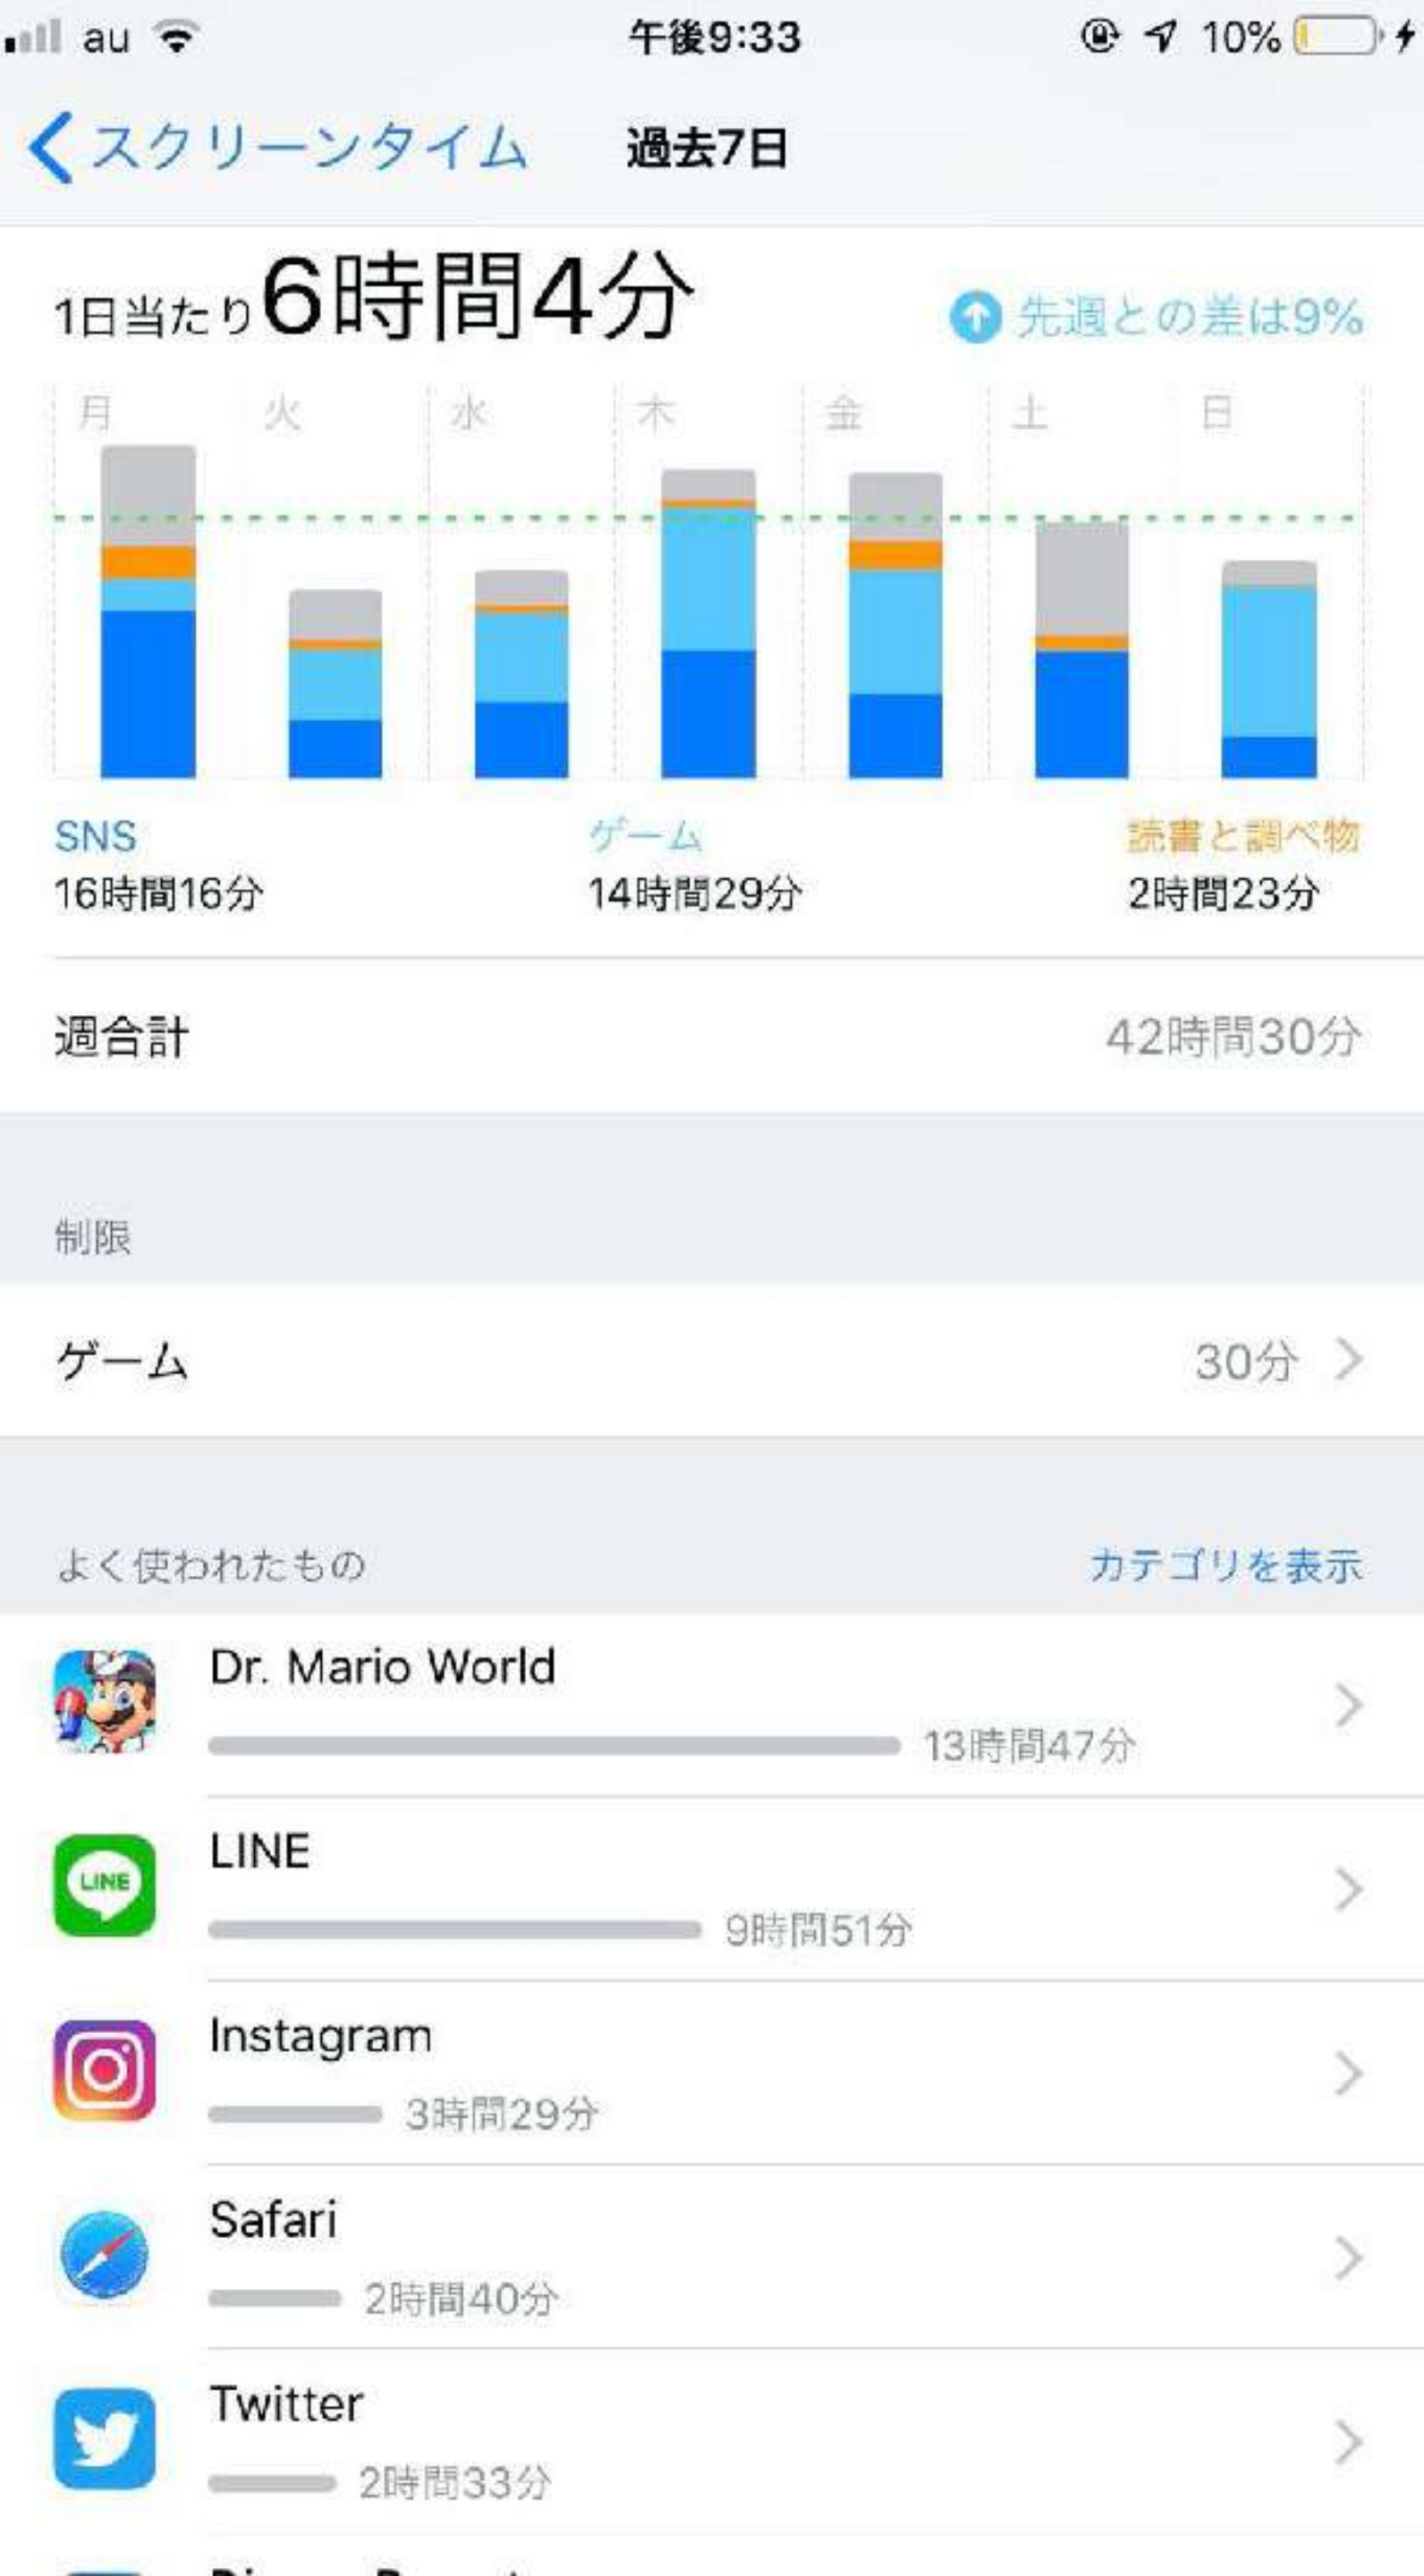 au 午後9:33 10%
スクリーンタイム 過去7日
1日当たり6時間4分 先週との差は9%
月 火 水 木 金 土 日
SNS ゲーム 読書と調べ物
16時間16分 14時間29分 2時間23分
週合計 42時間30分
制限
ゲーム 30分
よく使われたもの カテゴリを表示
Dr. Mario World
13時間47分
LINE
LINE
9時間51分
Instagram
3時間29分
Safari
2時間40分
Twitter
2時間33分